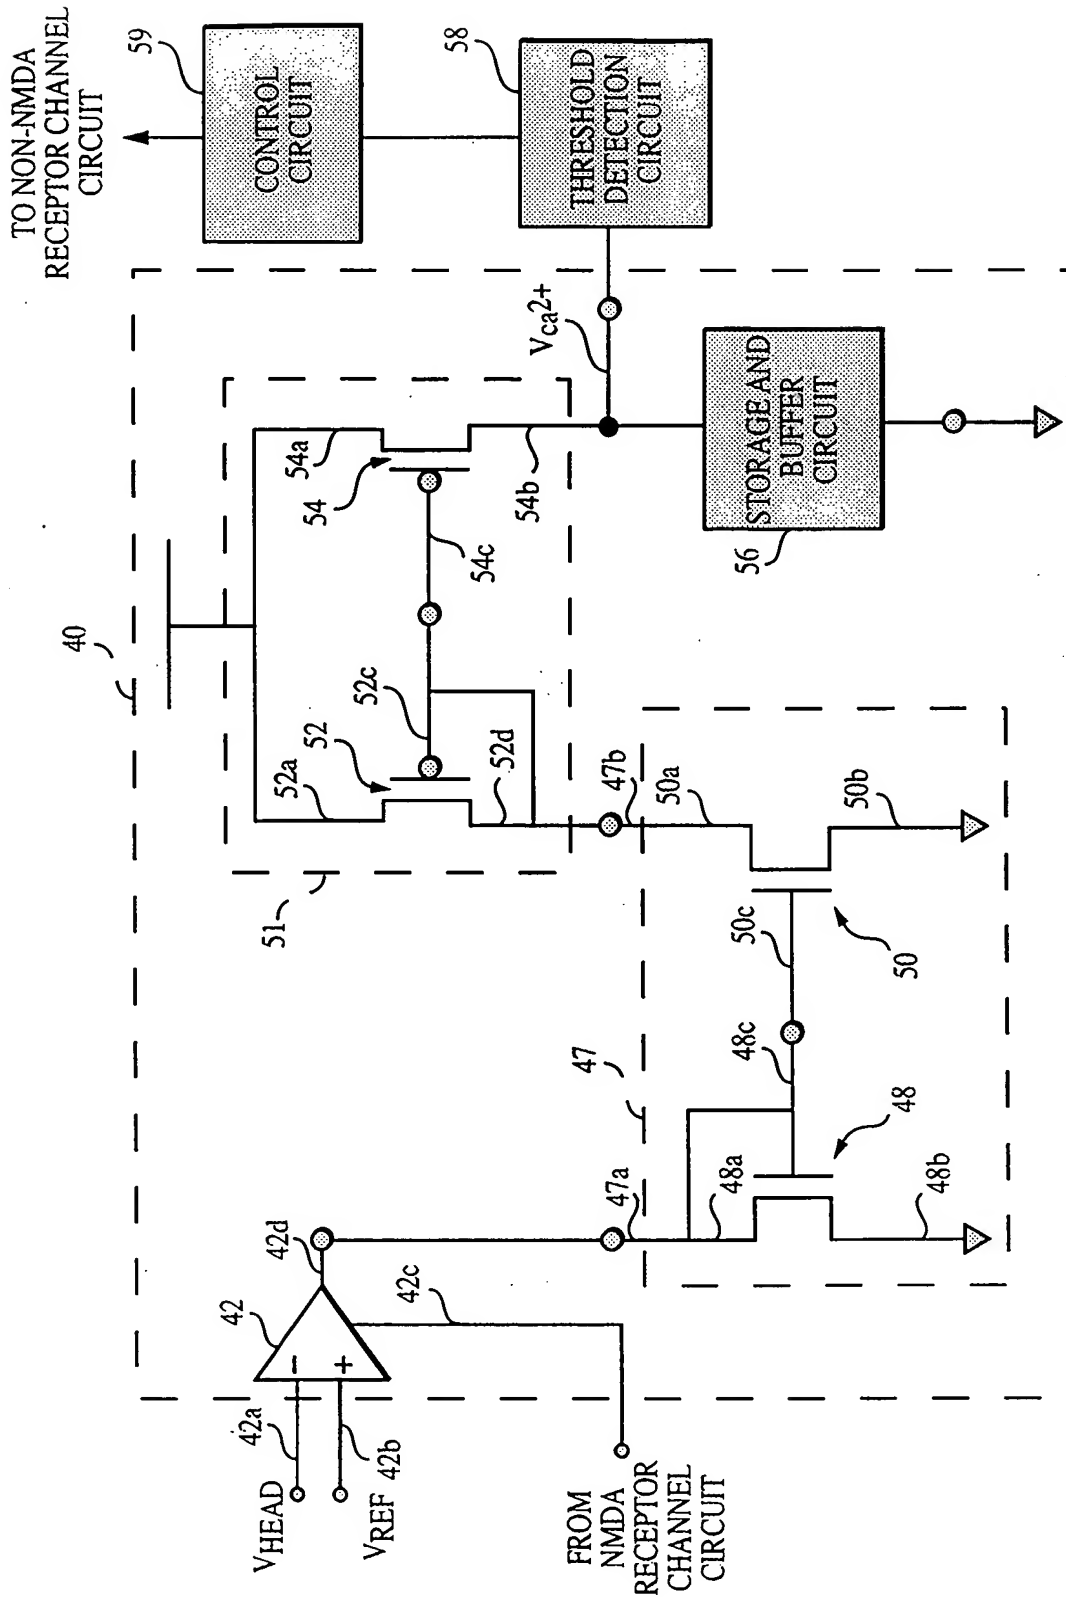 TO NON-NMDA
RECEPTOR CHANNEL
CIRCUIT
59
CONTROL
CIRCUIT
58
THRESHOLD
DETECTION
CIRCUIT
40
54a
54
54c
54b
Vca2+
STORAGE AND
BUFFER
CIRCUIT
56
52a
52
52c
52d
51
47b
50a
50b
50c
50
47
48c
48
47a
48a
48b
42d
42
42c
42a
42b
VHEAD
VREF
−
+
FROM
NMDA
RECEPTOR
CHANNEL
CIRCUIT